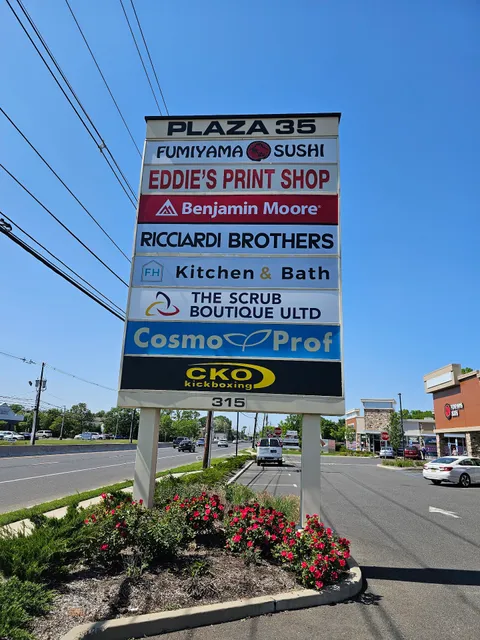 PLAZA 35
FUMIYAMA SUSHI
EDDIE'S PRINT SHOP
Benjamin Moore®
RICCIARDI BROTHERS
FH Kitchen & Bath
THE SCRUB
BOUTIQUE ULTD
CosmoProf
CKO
kickboxing
315